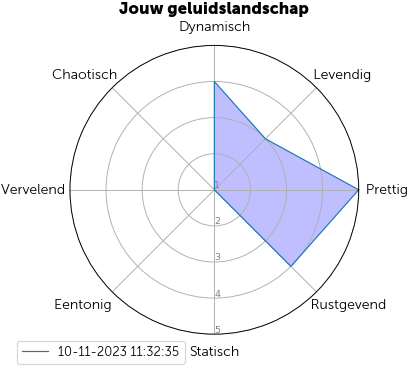 Jouw geluidslandschap
Dynamisch
Chaotisch
Levendig
Vervelend
1
Prettig
2
3
4
Eentonig
Rustgevend
5
10-11-2023 11:32:35
Statisch